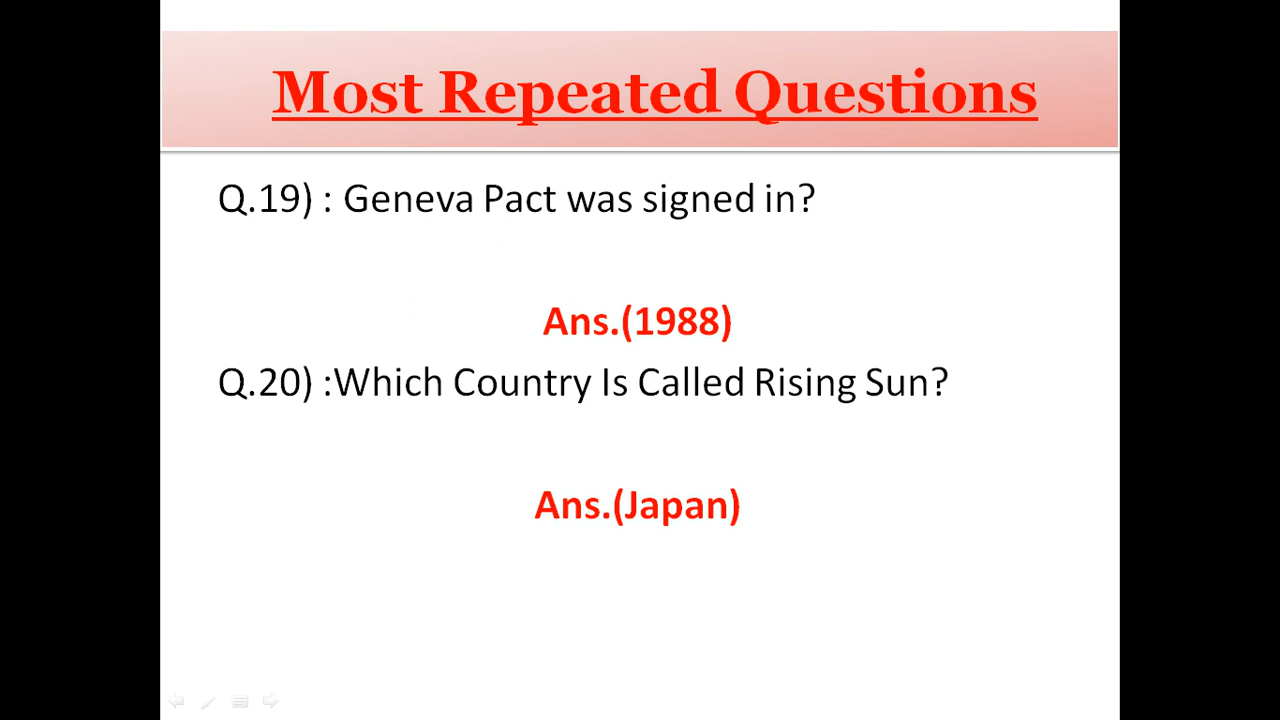 Most Repeated Questions
Q.19) : Geneva Pact was signed in?
Ans.(1988)
Q.20) :Which Country Is Called Rising Sun?
Ans.(Japan)